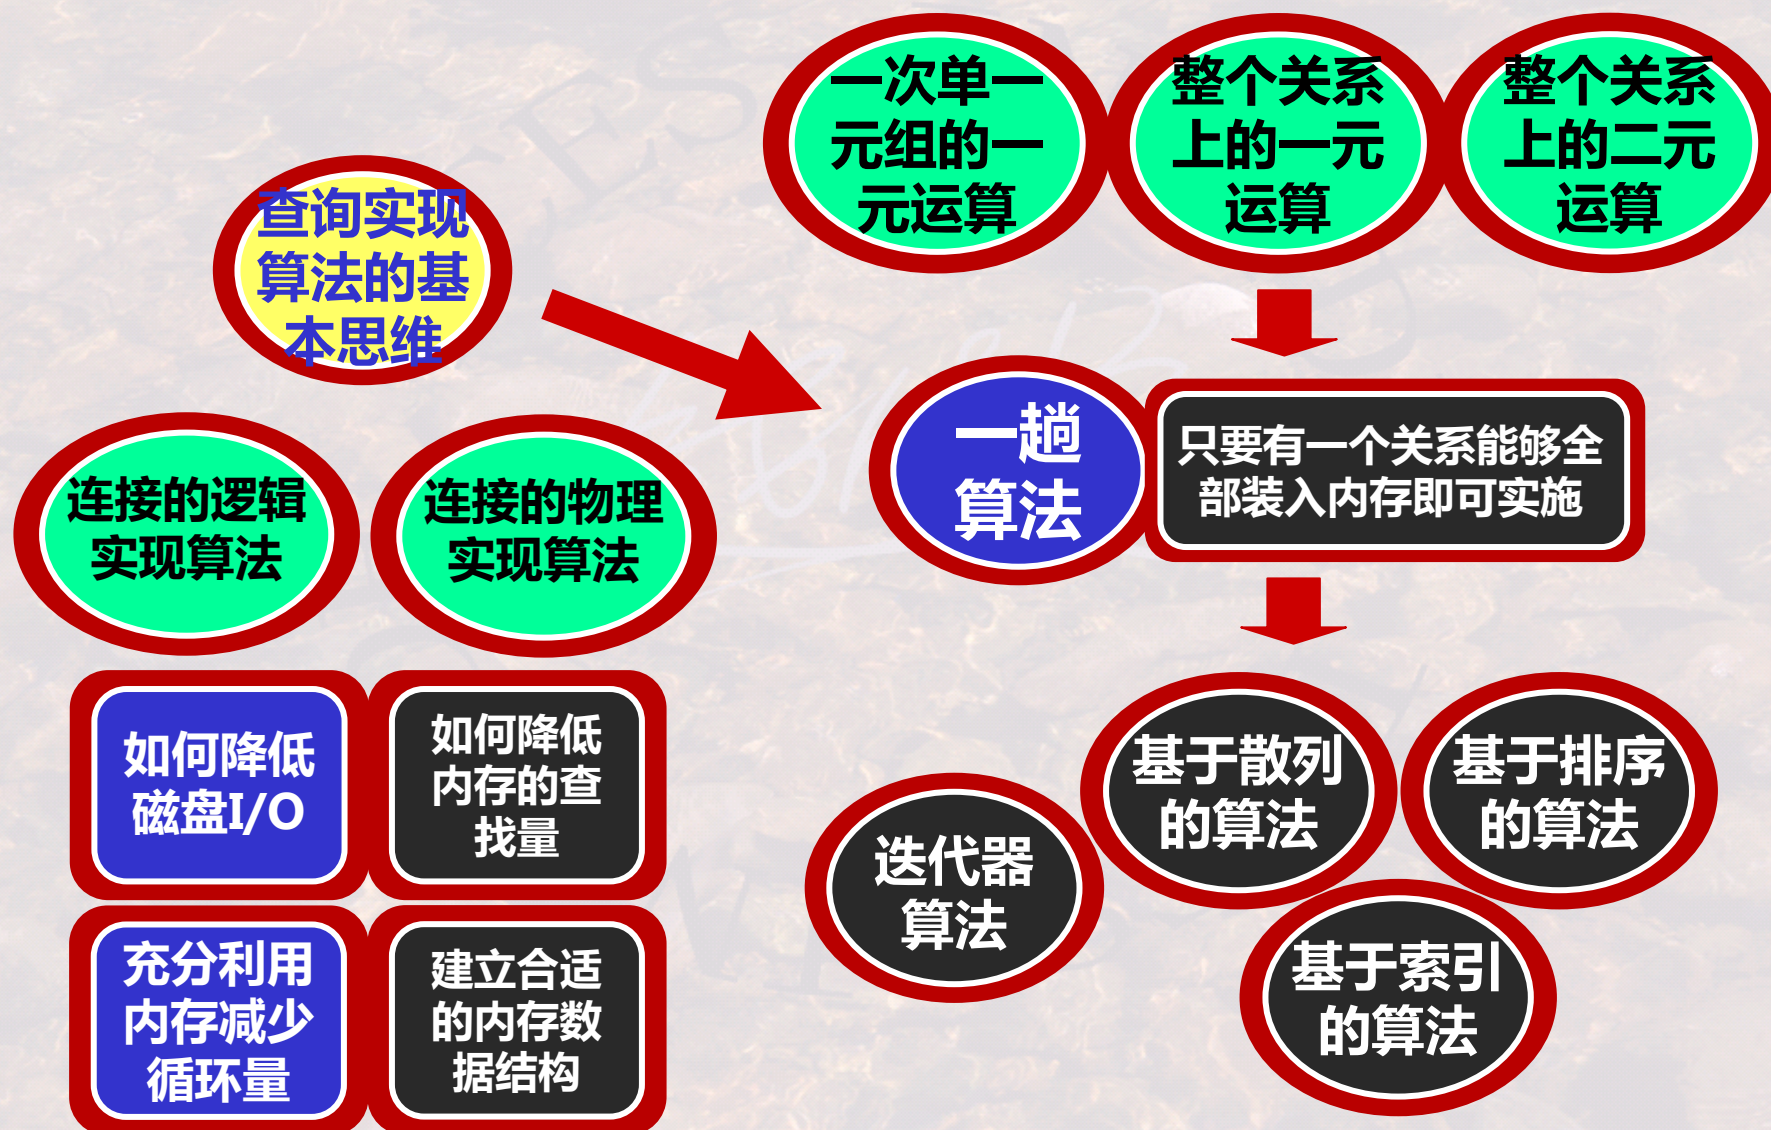 查询实现
算法的基
本思维
连接的逻辑
实现算法
连接的物理
实现算法
如何降低
磁盘I/O
如何降低
内存的查
找量
充分利用
内存减少
循环量
建立合适
的内存数
据结构
一次单一
元组的一
元运算
整个关系
上的一元
运算
整个关系
上的二元
运算
一趟
算法
只要有一个关系能够全
部装入内存即可实施
迭代器
算法
基于散列
的算法
基于排序
的算法
基于索引
的算法